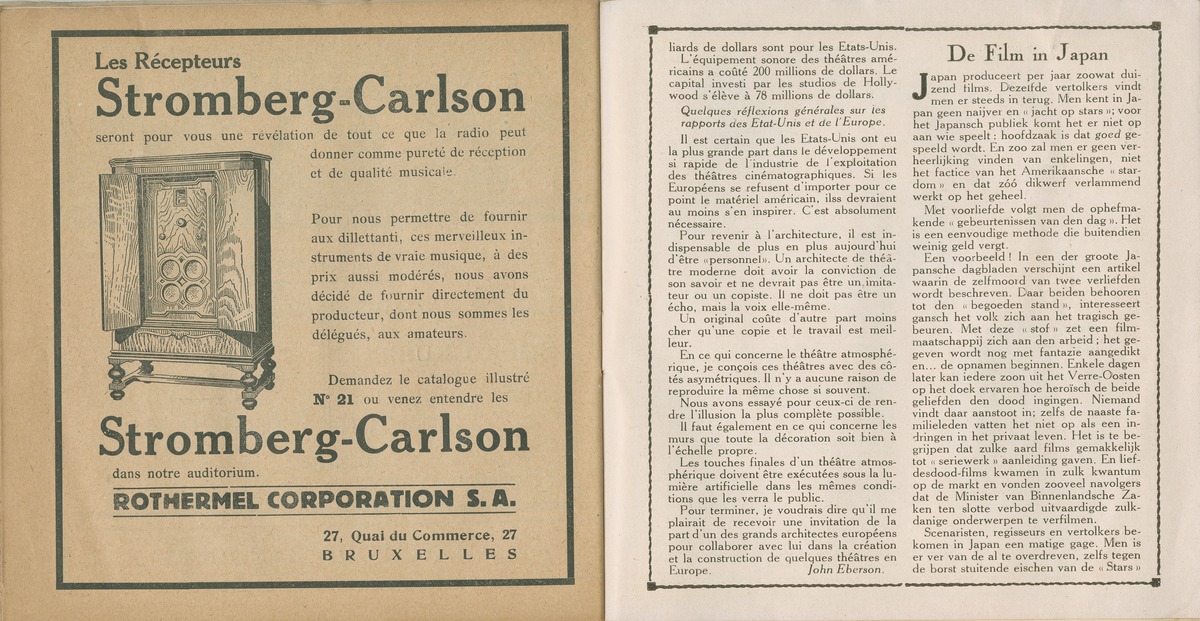 Les Récepteurs
Stromberg-Carlson
seront pour vous une révélation de tout ce que la radio peut
donner comme pureté de réception
et de qualité musicale.
Pour nous permettre de fournir
aux dillettanti, ces merveilleux in-
struments de vraie musique, à des
prix aussi modérés, nous avons
décidé de fournir directement du
producteur, dont nous sommes les
délégués, aux amateurs.
Demandez le catalogue illustré
N° 21 ou venez entendre les
Stromberg-Carlson
dans notre auditorium.
ROTHERMEL CORPORATION S.A.
27, Quai du Commerce, 27
BRUXELLES
liards de dollars sont pour les Etats-Unis.
L'équipement sonore des théâtres amé-
ricains a coûté 200 millions de dollars. Le
capital investi par les studios de Holly-
wood s'élève à 78 millions de dollars.
Quelques réflexions générales sur les
rapports des Etat-Unis et de l'Europe.
Il est certain que les Etats-Unis ont eu
la plus grande part dans le développement
si rapide de l'industrie de l'exploitation
des théâtres cinématographiques. Si les
Européens se refusent d'importer pour ce
point le matériel américain, ilss devraient
au moins s'en inspirer. C'est absolument
nécessaire.
Pour revenir à l'architecture, il est in-
dispensable de plus en plus aujourd'hui
d'être «personnel». Un architecte de théâ-
tre moderne doit avoir la conviction de
son savoir et ne devrait pas être un imita-
teur ou un copiste. Il ne doit pas être un
écho, mais la voix elle-même.
Un original coûte d'autre part moins
cher qu'une copie et le travail est meil-
leur.
En ce qui concerne le théâtre atmosphé-
rique, je conçois ces théâtres avec des cô-
tés asymétriques. Il n'y a aucune raison de
reproduire la même chose si souvent.
Nous avons essayé pour ceux-ci de ren-
dre l'illusion la plus complète possible.
Il faut également en ce qui concerne les
murs que toute la décoration soit bien à
l'échelle propre.
Les touches finales d'un théâtre atmos-
phérique doivent être exécutées sous la lu-
mière artificielle dans les mêmes condi-
tions que les verra le public.
Pour terminer, je voudrais dire qu'il me
plairait de recevoir une invitation de la
part d'un des grands architectes européens
pour collaborer avec lui dans la création
et la construction de quelques théâtres en
Europe. John Eberson.
De Film in Japan
Japan produceert per jaar zoowat dui-
zend films. Dezelfde vertolkers vindt
men er steeds in terug. Men kent in Ja-
pan geen naijver en « jacht op stars »; voor
het Japansch publiek komt het er niet op
aan wie speelt; hoofdzaak is dat goed ge-
speeld wordt. En zoo zal men er geen ver-
heerlijking vinden van enkelingen, niet
het factice van het Amerikaansche « star-
dom » en dat zóó dikwerf verlammend
werkt op het geheel.
Met voorliefde volgt men de ophefma-
kende « gebeurtenissen van den dag ». Het
is een eenvoudige methode die buitendien
weinig geld vergt.
Een voorbeeld! In een der groote Ja-
pansche dagbladen verschijnt een artikel
waarin de zelfmoord van twee verliefden
wordt beschreven. Daar beiden behooren
tot den « begoeden stand », interesseert
gansch het volk zich aan het tragisch ge-
beuren. Met deze « stof » zet een film-
maatschappij zich aan den arbeid; het ge-
geven wordt nog met fantazie aangedikt
en... de opnamen beginnen. Enkele dagen
later kan iedere zoon uit het Verre-Oosten
op het doek ervaren hoe heroïsch de beide
geliefden den dood ingingen. Niemand
vindt daar aanstoot in; zelfs de naaste fa-
milieleden vatten het niet op als een in-
dringen in het privaat leven. Het is te be-
grijpen dat zulke aard films gemakkelijk
tot « seriewerk » aanleiding gaven. En lief-
desdood-films kwamen in zulk kwantum
op de markt en vonden zooveel navolgers
dat de Minister van Binnenlandsche Za-
ken ten slotte verbod uitvaardigde zulk-
danige onderwerpen te verfilmen.
Scenaristen, regisseurs en vertolkers be-
komen in Japan een matige gage. Men is
er ver van de al te overdreven, zelfs tegen
de borst stuitende eischen van de « Stars »